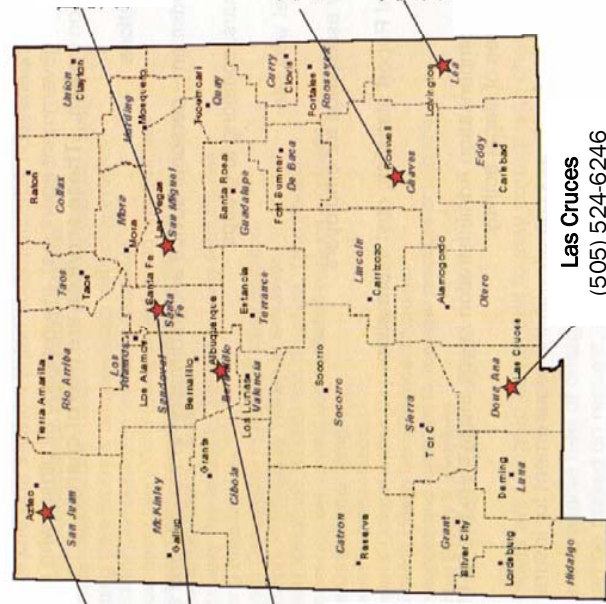 Aztec
San Juan
Tierra Amarilla
Rio Arriba
Taos
Taos
Raton
Colfax
Union
Clayton
McKinley
Gallup
Los
Alamos
Los Alamos
Sandoval
Bernalillo
Santa Fe
Santa
Fe
Mora
Mora
Las Vegas
San Miguel
Harding
Mosquero
Grants
Cibola
Albuquerque
Bernalillo
Los Lunas
Valencia
Estancia
Torrance
Santa Rosa
Guadalupe
Tucumcari
Quay
Fort Sumner
De Baca
Curry
Clovis
Portales
Roosevelt
Catron
Reserve
Socorro
Socorro
Lincoln
Carrizozo
Roswell
Chaves
Lovington
Lea
Grant
Silver City
Sierra
T or C
Alamogordo
Otero
Eddy
Carlsbad
Lordsburg
Hidalgo
Deming
Luna
Dona Ana
Las Cruces
Las Cruces
(505) 524-6246